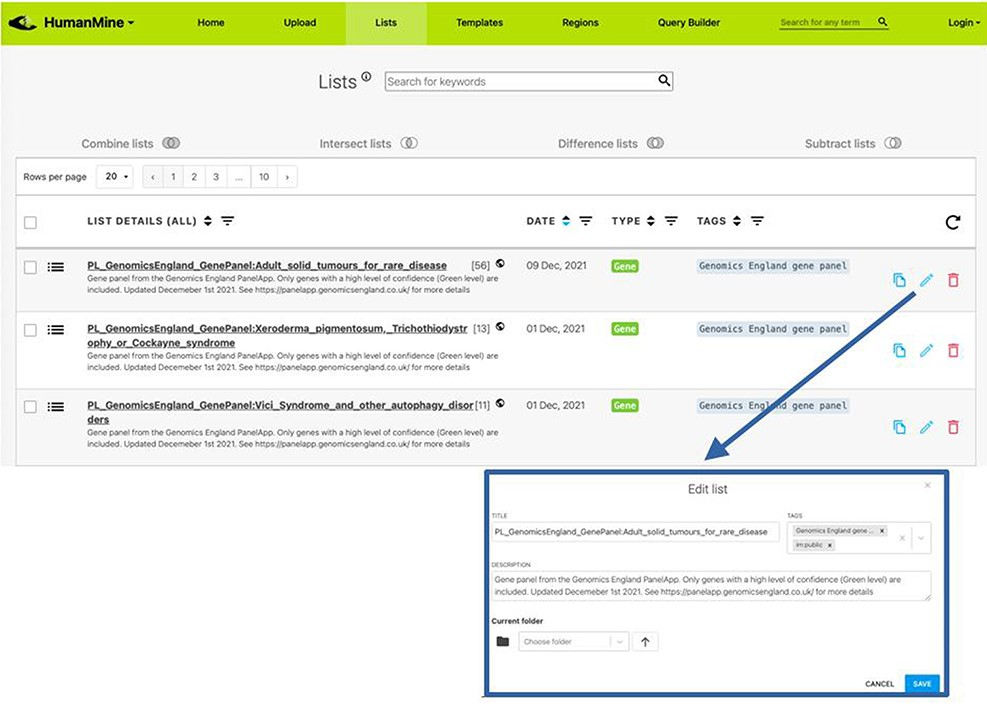 HumanMine Home Upload Lists Templates Regions Query Builder Search for any term Login
Lists Search for keywords
Combine lists Intersect lists Difference lists Subtract lists
Rows per page 20 ‹ 1 2 3 ... 10 ›
LIST DETAILS (ALL) DATE TYPE TAGS
PL_GenomicsEngland_GenePanel:Adult_solid_tumours_for_rare_disease [56] 09 Dec, 2021 Gene Genomics England gene panel
Gene panel from the Genomics England PanelApp. Only genes with a high level of confidence (Green level) are
included. Updated Decemeber 1st 2021. See https://panelapp.genomicsengland.co.uk/ for more details
PL_GenomicsEngland_GenePanel:Xeroderma_pigmentosum,_Trichothiodystr [13] 01 Dec, 2021 Gene Genomics England gene panel
ophy_or_Cockayne_syndrome
Gene panel from the Genomics England PanelApp. Only genes with a high level of confidence (Green level) are
included. Updated Decemeber 1st 2021. See https://panelapp.genomicsengland.co.uk/ for more details
PL_GenomicsEngland_GenePanel:Vici_Syndrome_and_other_autophagy_disor [11] 01 Dec, 2021 Gene Genomics England gene panel
ders
Gene panel from the Genomics England PanelApp. Only genes with a high level of confidence (Green level) are
included. Updated Decemeber 1st 2021. See https://panelapp.genomicsengland.co.uk/ for more details
Edit list ×
TITLE TAGS
PL_GenomicsEngland_GenePanel:Adult_solid_tumours_for_rare_disease Genomics England gene ... ×
im:public ×
DESCRIPTION
Gene panel from the Genomics England PanelApp. Only genes with a high level of confidence (Green level) are
included. Updated Decemeber 1st 2021. See https://panelapp.genomicsengland.co.uk/ for more details
Current folder
Choose folder
CANCEL SAVE